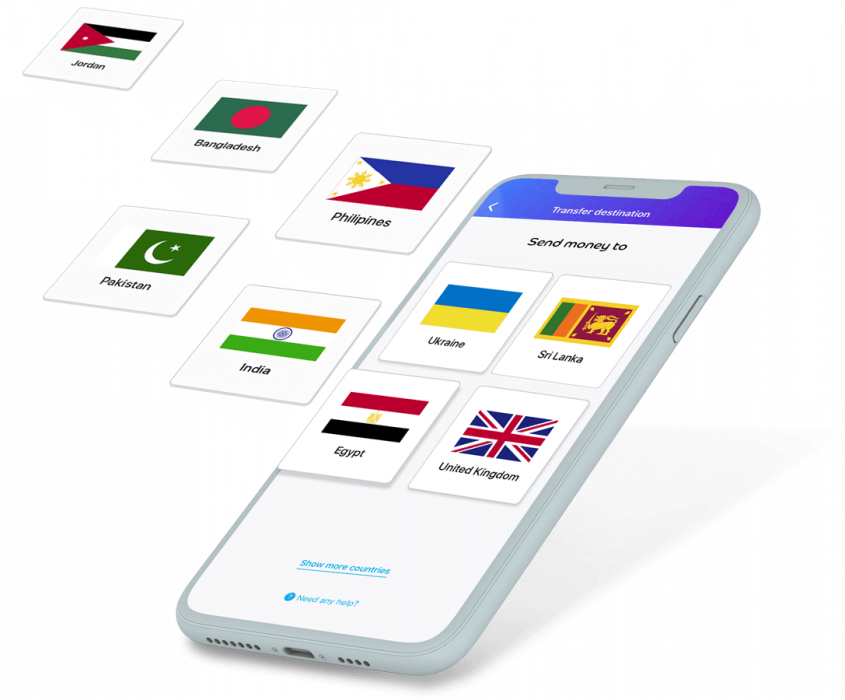 Jordan
Bangladesh
Philipines
Pakistan
India
Transfer destination
Send money to
Ukraine
Sri Lanka
Egypt
United Kingdom
Show more countries
? Need any help?